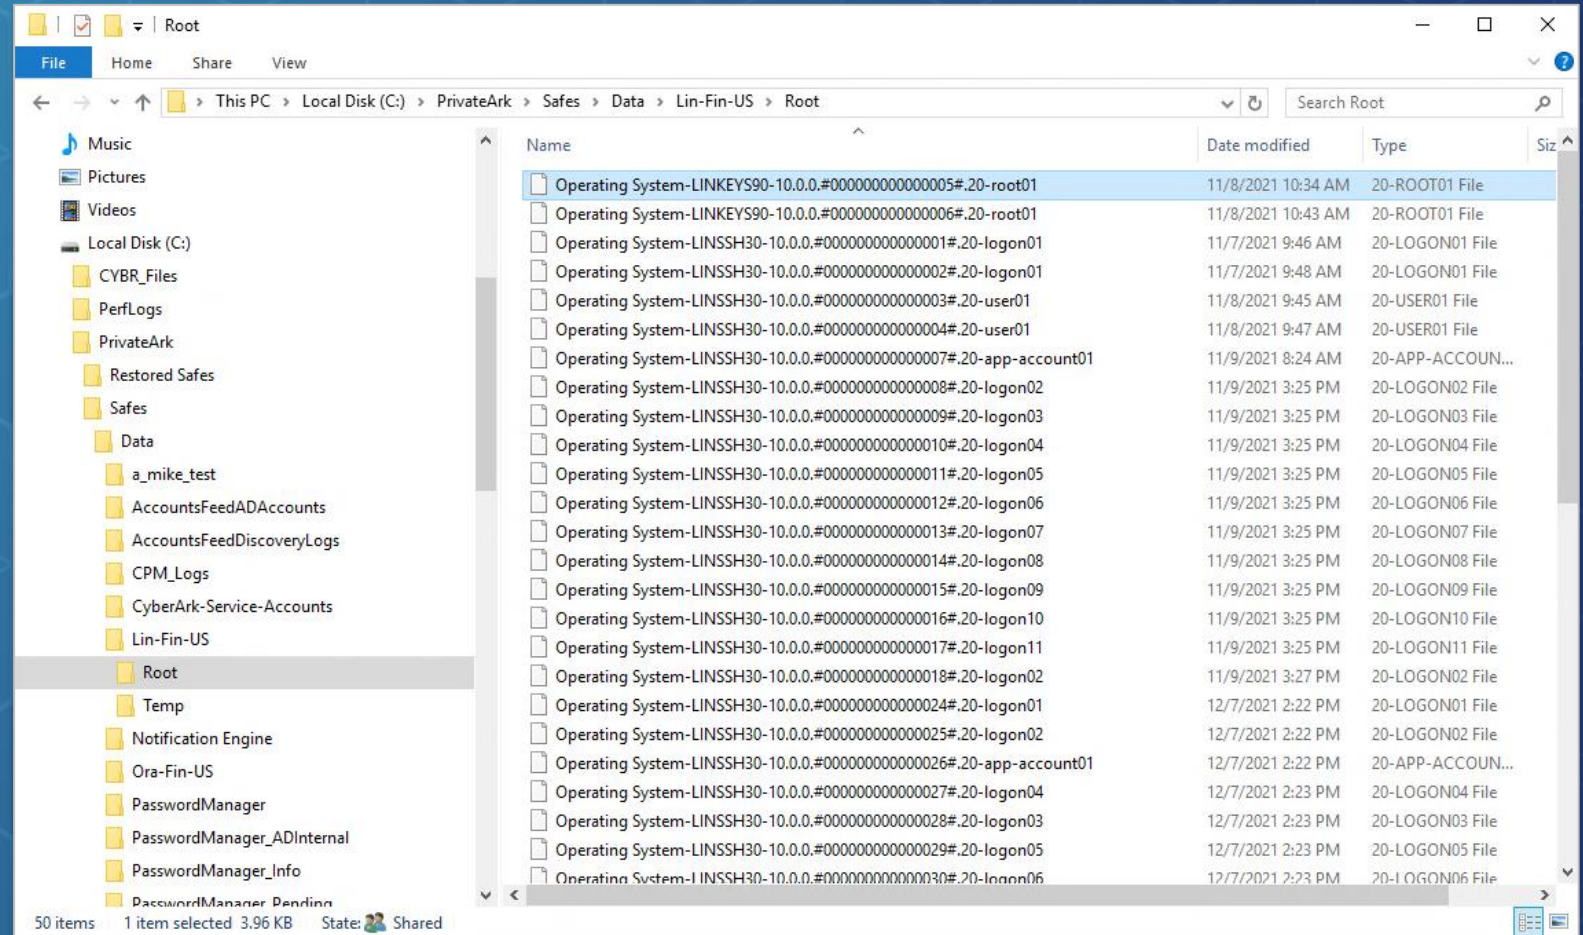 Root
File Home Share View
This PC > Local Disk (C:) > PrivateArk > Safes > Data > Lin-Fin-US > Root
Search Root
Music
Pictures
Videos
Local Disk (C:)
CYBR_Files
PerfLogs
PrivateArk
Restored Safes
Safes
Data
a_mike_test
AccountsFeedADAccounts
AccountsFeedDiscoveryLogs
CPM_Logs
CyberArk-Service-Accounts
Lin-Fin-US
Root
Temp
Notification Engine
Ora-Fin-US
PasswordManager
PasswordManager_ADInternal
PasswordManager_Info
PasswordManager_Pending
Name Date modified Type Siz
Operating System-LINKEYS90-10.0.0.#000000000000005#.20-root01 11/8/2021 10:34 AM 20-ROOT01 File
Operating System-LINKEYS90-10.0.0.#000000000000006#.20-root01 11/8/2021 10:43 AM 20-ROOT01 File
Operating System-LINSSH30-10.0.0.#000000000000001#.20-logon01 11/7/2021 9:46 AM 20-LOGON01 File
Operating System-LINSSH30-10.0.0.#000000000000002#.20-logon01 11/7/2021 9:48 AM 20-LOGON01 File
Operating System-LINSSH30-10.0.0.#000000000000003#.20-user01 11/8/2021 9:45 AM 20-USER01 File
Operating System-LINSSH30-10.0.0.#000000000000004#.20-user01 11/8/2021 9:47 AM 20-USER01 File
Operating System-LINSSH30-10.0.0.#000000000000007#.20-app-account01 11/9/2021 8:24 AM 20-APP-ACCOUN...
Operating System-LINSSH30-10.0.0.#000000000000008#.20-logon02 11/9/2021 3:25 PM 20-LOGON02 File
Operating System-LINSSH30-10.0.0.#000000000000009#.20-logon03 11/9/2021 3:25 PM 20-LOGON03 File
Operating System-LINSSH30-10.0.0.#000000000000010#.20-logon04 11/9/2021 3:25 PM 20-LOGON04 File
Operating System-LINSSH30-10.0.0.#000000000000011#.20-logon05 11/9/2021 3:25 PM 20-LOGON05 File
Operating System-LINSSH30-10.0.0.#000000000000012#.20-logon06 11/9/2021 3:25 PM 20-LOGON06 File
Operating System-LINSSH30-10.0.0.#000000000000013#.20-logon07 11/9/2021 3:25 PM 20-LOGON07 File
Operating System-LINSSH30-10.0.0.#000000000000014#.20-logon08 11/9/2021 3:25 PM 20-LOGON08 File
Operating System-LINSSH30-10.0.0.#000000000000015#.20-logon09 11/9/2021 3:25 PM 20-LOGON09 File
Operating System-LINSSH30-10.0.0.#000000000000016#.20-logon10 11/9/2021 3:25 PM 20-LOGON10 File
Operating System-LINSSH30-10.0.0.#000000000000017#.20-logon11 11/9/2021 3:25 PM 20-LOGON11 File
Operating System-LINSSH30-10.0.0.#000000000000018#.20-logon02 11/9/2021 3:27 PM 20-LOGON02 File
Operating System-LINSSH30-10.0.0.#000000000000024#.20-logon01 12/7/2021 2:22 PM 20-LOGON01 File
Operating System-LINSSH30-10.0.0.#000000000000025#.20-logon02 12/7/2021 2:22 PM 20-LOGON02 File
Operating System-LINSSH30-10.0.0.#000000000000026#.20-app-account01 12/7/2021 2:22 PM 20-APP-ACCOUN...
Operating System-LINSSH30-10.0.0.#000000000000027#.20-logon04 12/7/2021 2:23 PM 20-LOGON04 File
Operating System-LINSSH30-10.0.0.#000000000000028#.20-logon03 12/7/2021 2:23 PM 20-LOGON03 File
Operating System-LINSSH30-10.0.0.#000000000000029#.20-logon05 12/7/2021 2:23 PM 20-LOGON05 File
Operating System-LINSSH30-10.0.0.#000000000000030#.20-logon06 12/7/2021 2:23 PM 20-LOGON06 File
50 items 1 item selected 3.96 KB State: Shared